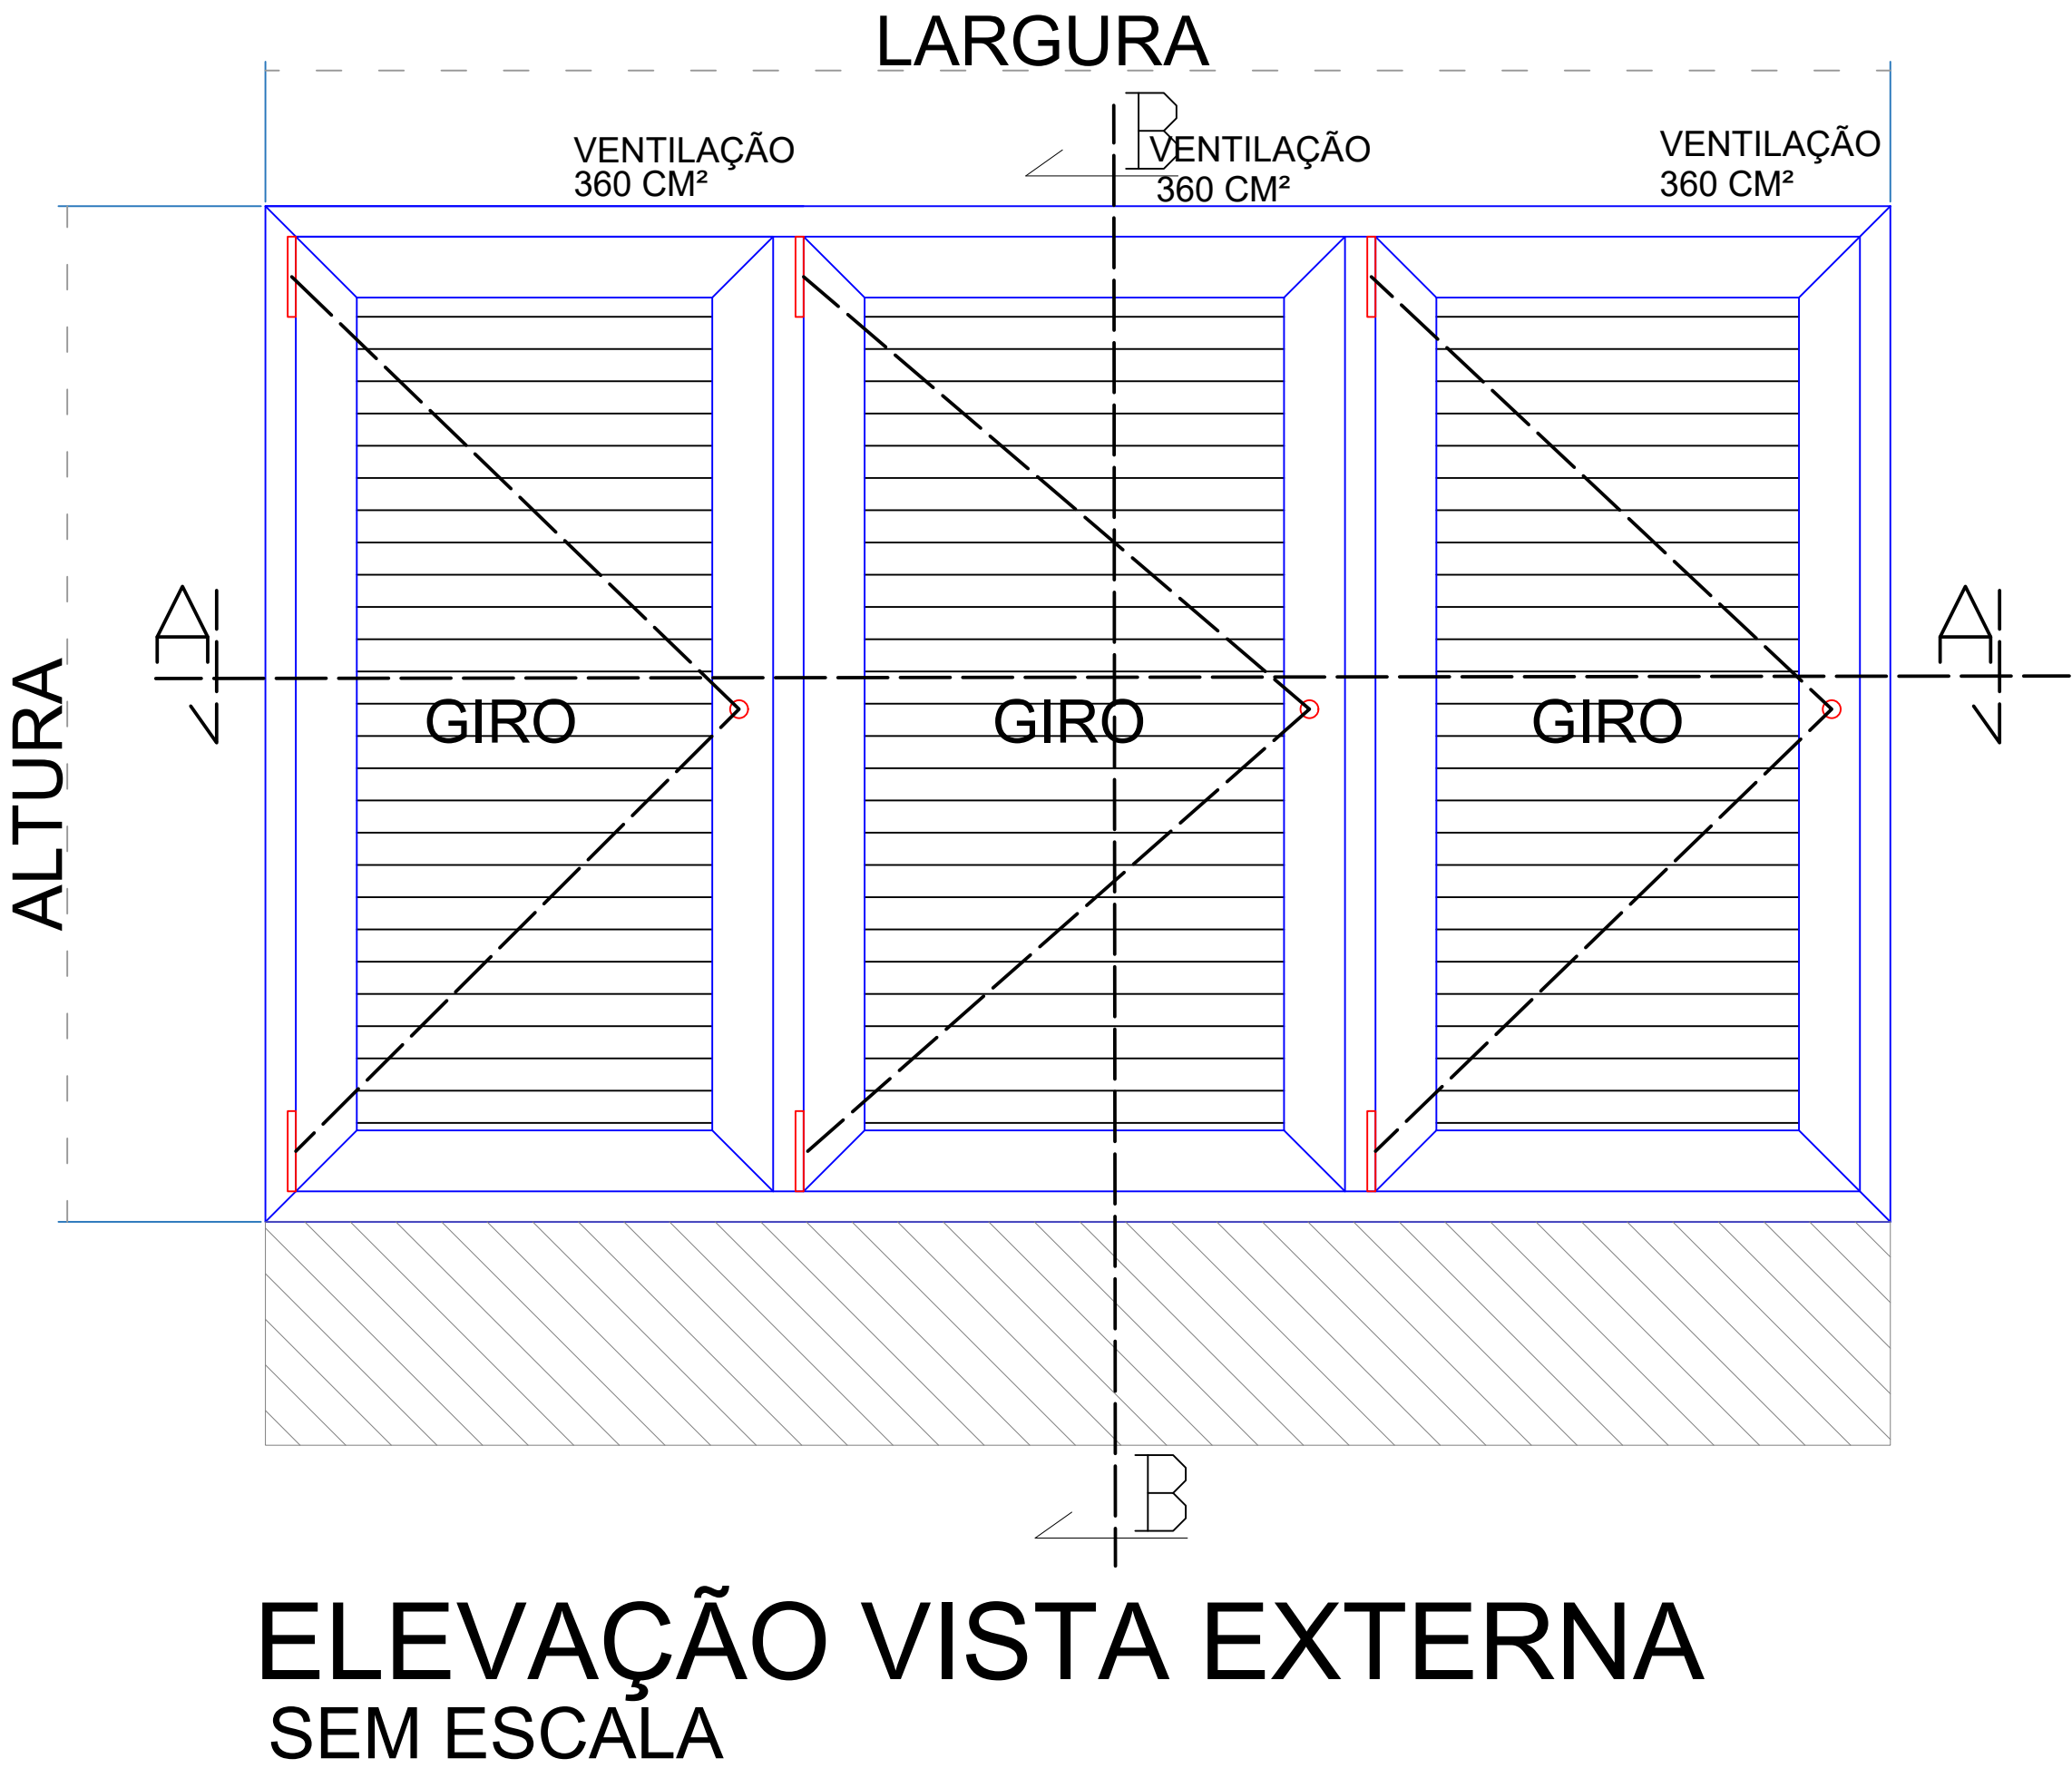 LARGURA
B
VENTILAÇÃO
360 CM²
VENTILAÇÃO
360 CM²
VENTILAÇÃO
360 CM²
A
A
ALTURA
GIRO
GIRO
GIRO
B
ELEVAÇÃO VISTA EXTERNA
SEM ESCALA